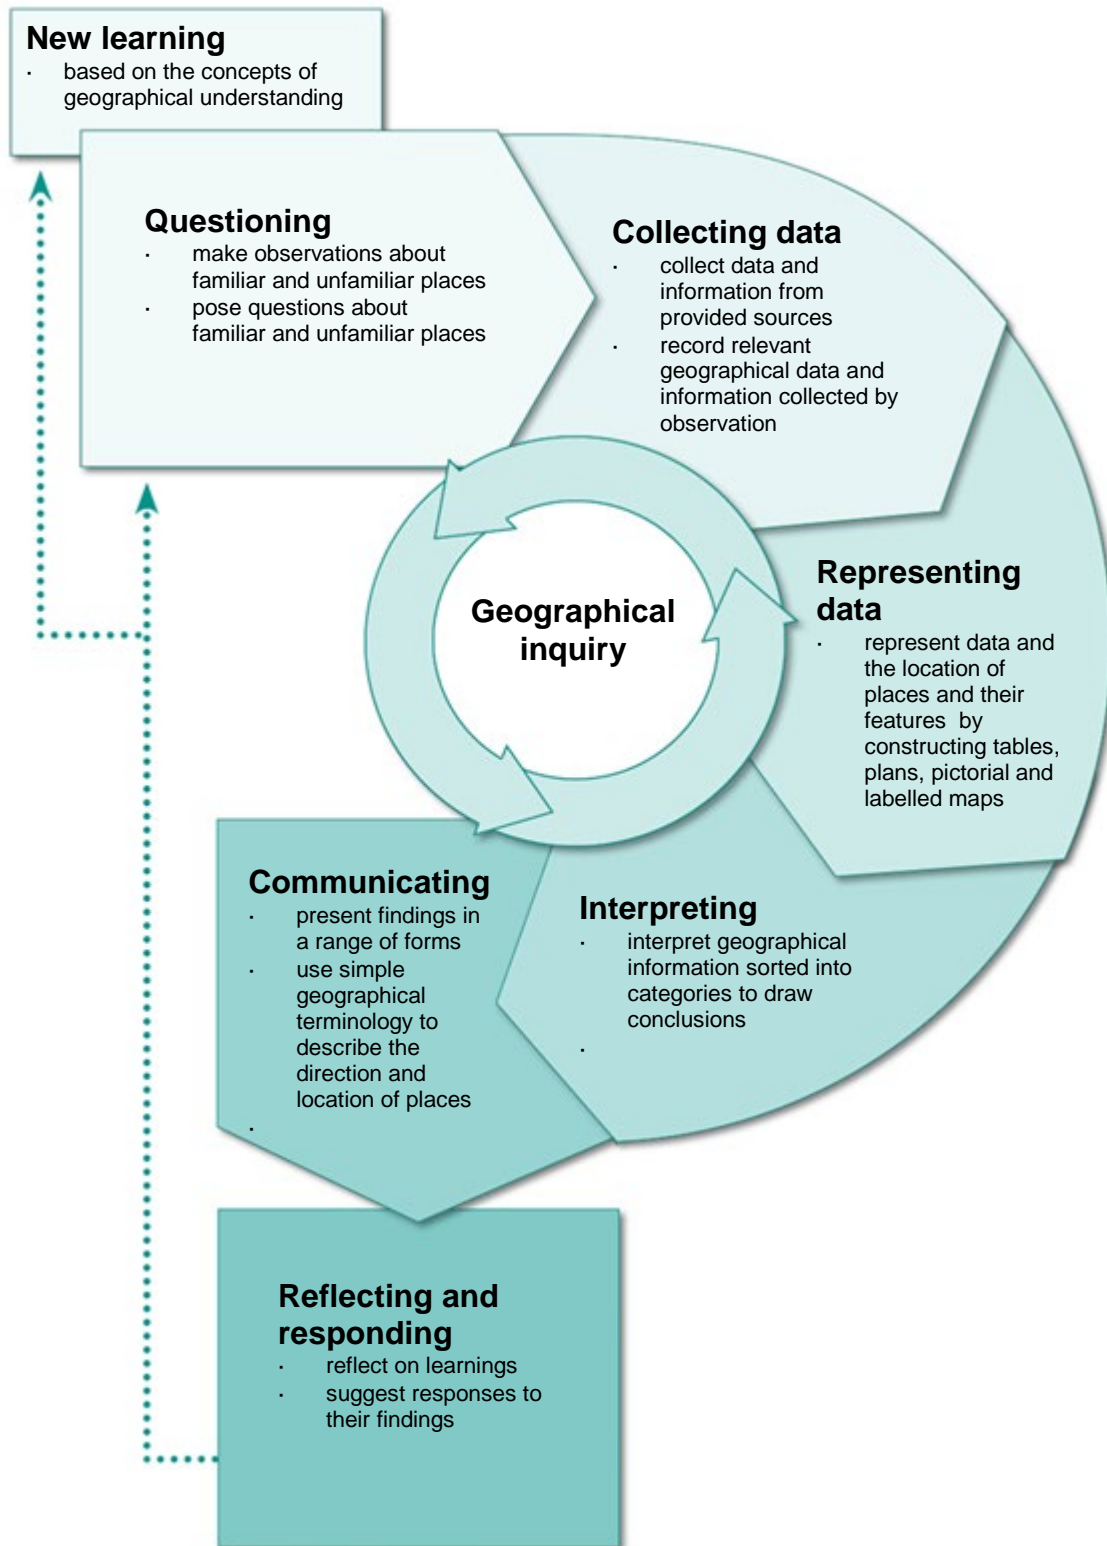 New learning
· based on the concepts of
geographical understanding
Questioning
· make observations about
familiar and unfamiliar places
· pose questions about
familiar and unfamiliar places
Collecting data
· collect data and
information from
provided sources
· record relevant
geographical data and
information collected by
observation
Geographical
inquiry
Representing
data
· represent data and
the location of
places and their
features by
constructing tables,
plans, pictorial and
labelled maps
Interpreting
· interpret geographical
information sorted into
categories to draw
conclusions
·
Communicating
· present findings in
a range of forms
· use simple
geographical
terminology to
describe the
direction and
location of places
·
Reflecting and
responding
· reflect on learnings
· suggest responses to
their findings